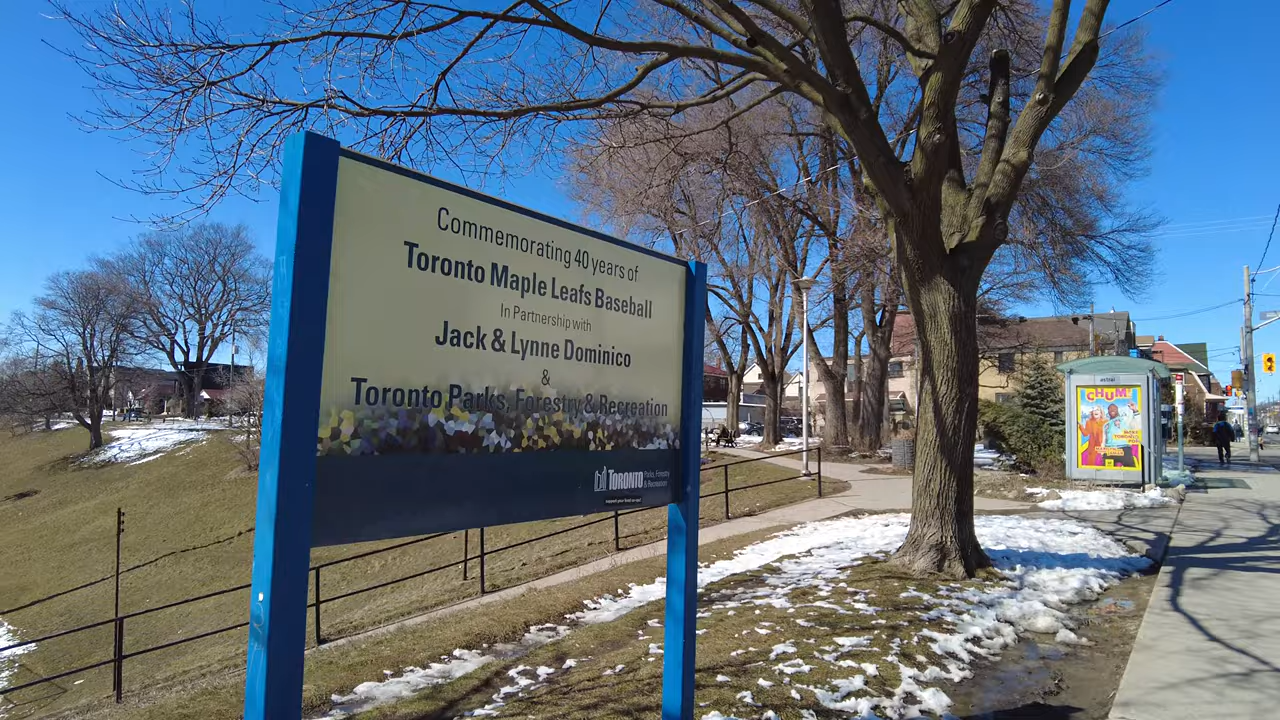 Commemorating 40 years of
Toronto Maple Leafs Baseball
In Partnership with
Jack & Lynne Dominico
&
Toronto Parks, Forestry & Recreation
TORONTO Parks, Forestry
& Recreation
CHUM